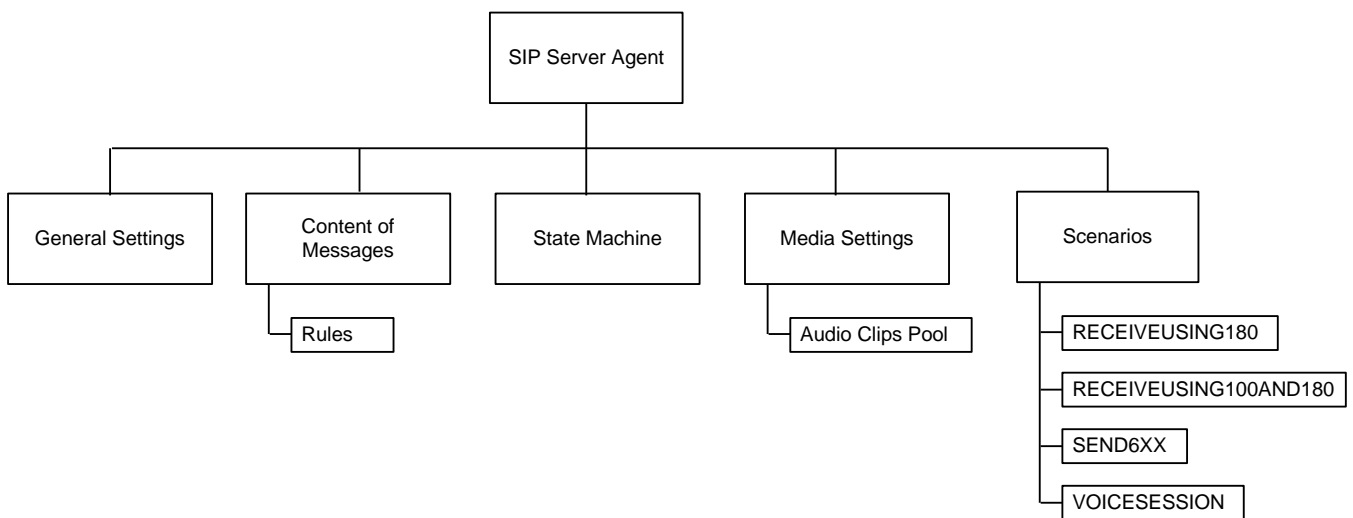 SIP Server Agent
General Settings
Content of
Messages
State Machine
Media Settings
Scenarios
Rules
Audio Clips Pool
RECEIVEUSING180
RECEIVEUSING100AND180
SEND6XX
VOICESESSION